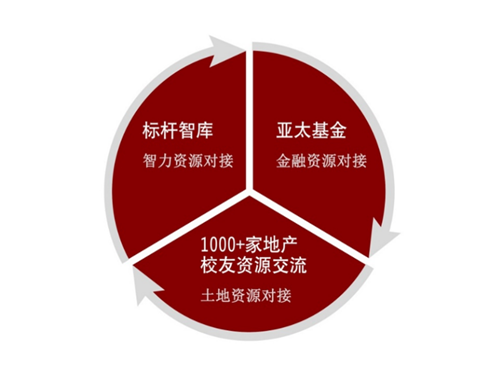 标杆智库
智力资源对接
亚太基金
金融资源对接
1000+家地产
校友资源交流
土地资源对接